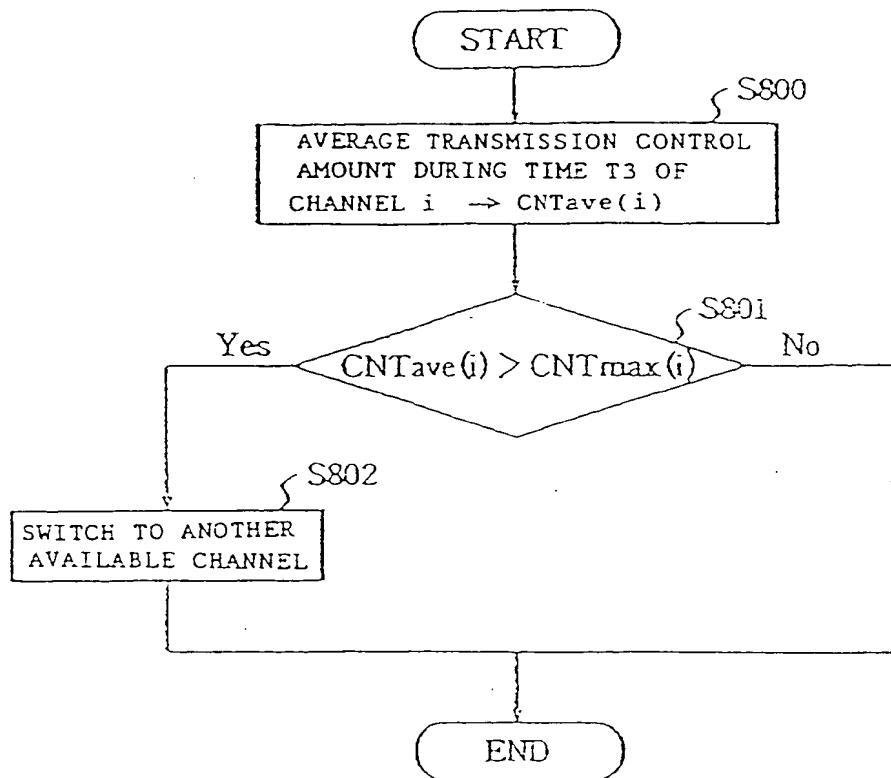 START
S800
AVERAGE TRANSMISSION CONTROL
AMOUNT DURING TIME T3 OF
CHANNEL i → CNTave(i)
S801
Yes
CNTave(i) > CNTmax(i)
No
S802
SWITCH TO ANOTHER
AVAILABLE CHANNEL
END